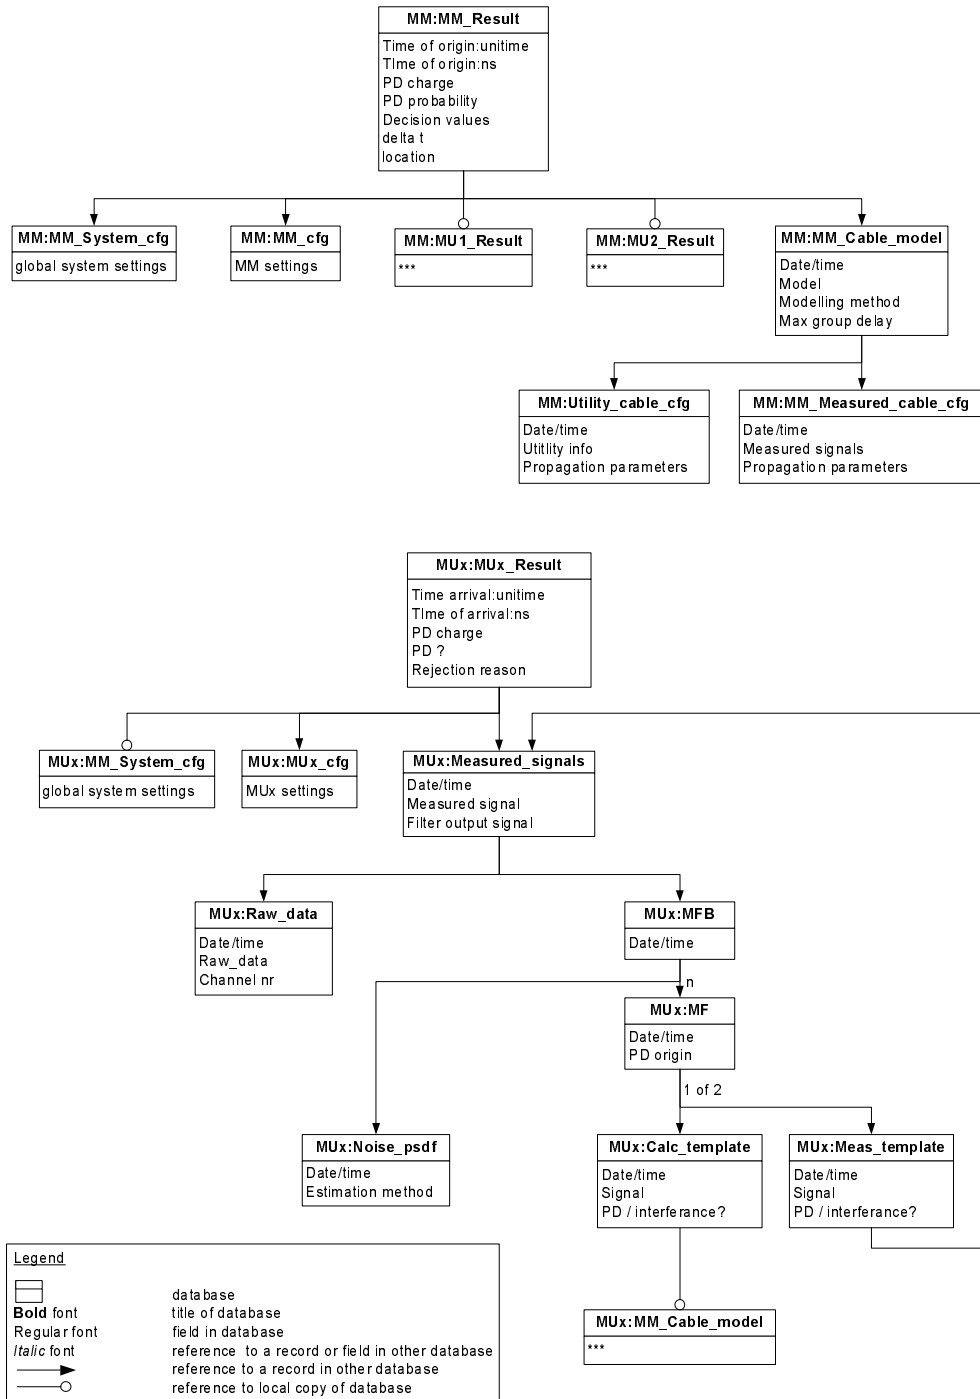 MM:MM_Result
Time of origin:unitime
TIme of origin:ns
PD charge
PD probability
Decision values
delta t
location
MM:MM_System_cfg
global system settings
MM:MM_cfg
MM settings
MM:MU1_Result
***
MM:MU2_Result
***
MM:MM_Cable_model
Date/time
Model
Modelling method
Max group delay
MM:Utility_cable_cfg
Date/time
Utitlity info
Propagation parameters
MM:MM_Measured_cable_cfg
Date/time
Measured signals
Propagation parameters
MUx:MUx_Result
Time arrival:unitime
TIme of arrival:ns
PD charge
PD ?
Rejection reason
MUx:MM_System_cfg
global system settings
MUx:MUx_cfg
MUx settings
MUx:Measured_signals
Date/time
Measured signal
Filter output signal
MUx:Raw_data
Date/time
Raw_data
Channel nr
MUx:MFB
Date/time
n
MUx:MF
Date/time
PD origin
1 of 2
MUx:Noise_psdf
Date/time
Estimation method
MUx:Calc_template
Date/time
Signal
PD / interferance?
MUx:Meas_template
Date/time
Signal
PD / interferance?
MUx:MM_Cable_model
***
Legend
database
Bold font title of database
Regular font field in database
Italic font reference to a record or field in other database
reference to a record in other database
reference to local copy of database